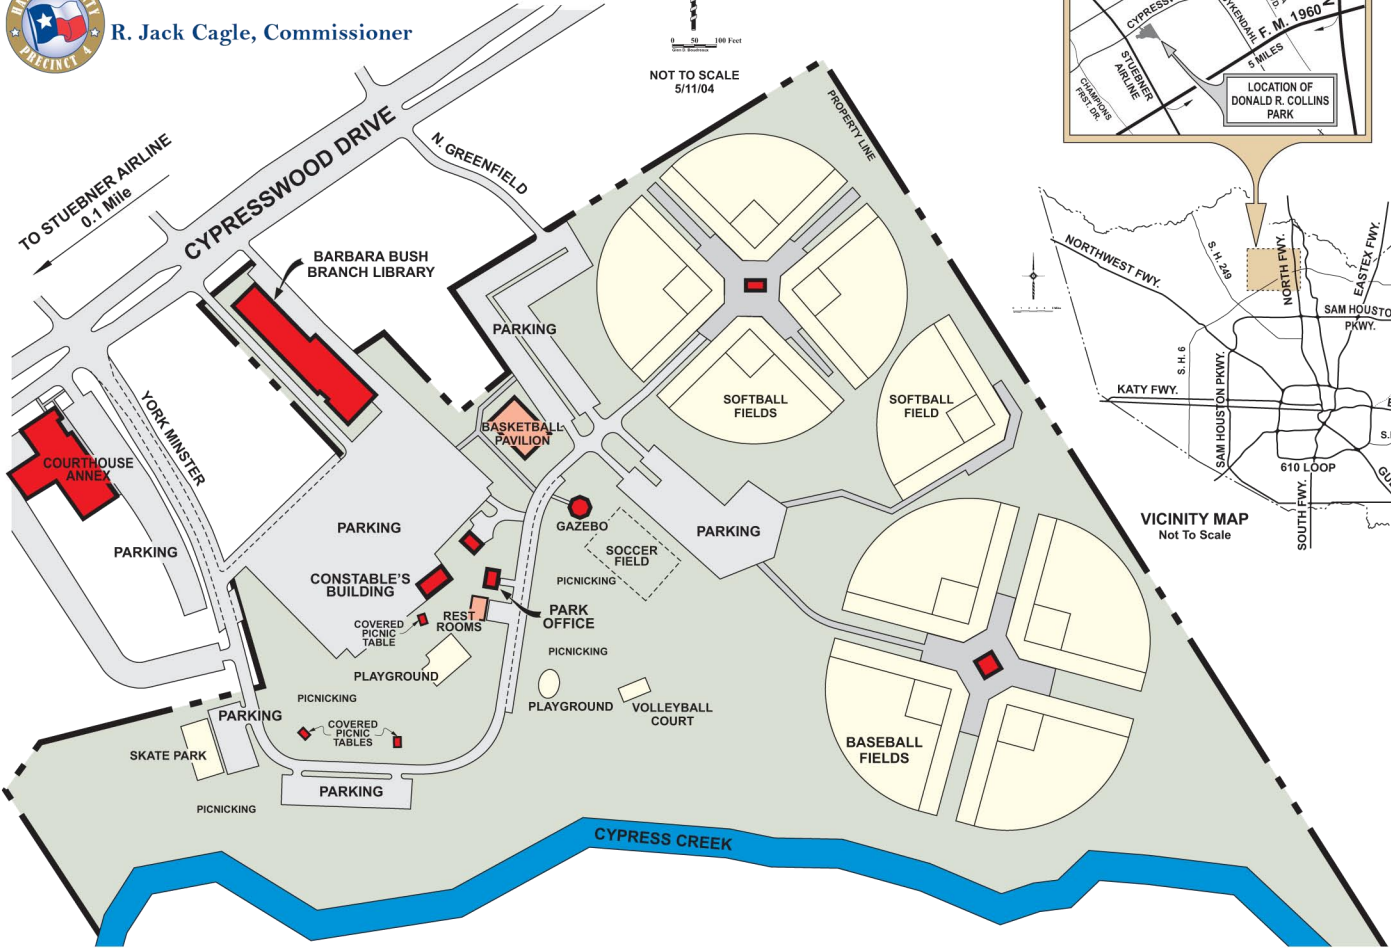 PRECINCT 4
R. Jack Cagle, Commissioner
0 50 100 Feet
NOT TO SCALE
5/11/04
F. M. 1960
5 MILES
STUEBNER
AIRLINE
CHAMPIONS
FRST. DR.
LOCATION OF
DONALD R. COLLINS
PARK
TO STUEBNER AIRLINE
0.1 Mile
CYPRESSWOOD DRIVE
N. GREENFIELD
PROPERTY LINE
BARBARA BUSH
BRANCH LIBRARY
PARKING
YORK MINSTER
COURTHOUSE
ANNEX
PARKING
BASKETBALL
PAVILION
SOFTBALL
FIELDS
SOFTBALL
FIELD
PARKING
GAZEBO
PARKING
SOCCER
FIELD
PICNICKING
CONSTABLE'S
BUILDING
PARK
OFFICE
REST
ROOMS
COVERED
PICNIC
TABLE
PICNICKING
PLAYGROUND
PICNICKING
PLAYGROUND
VOLLEYBALL
COURT
PARKING
COVERED
PICNIC
TABLES
SKATE PARK
PARKING
PICNICKING
BASEBALL
FIELDS
CYPRESS CREEK
NORTHWEST FWY.
S. H. 249
NORTH FWY.
EASTEX FWY.
SAM HOUSTO
PKWY.
S. H. 6
SAM HOUSTON PKWY.
KATY FWY.
610 LOOP
SOUTH FWY.
VICINITY MAP
Not To Scale